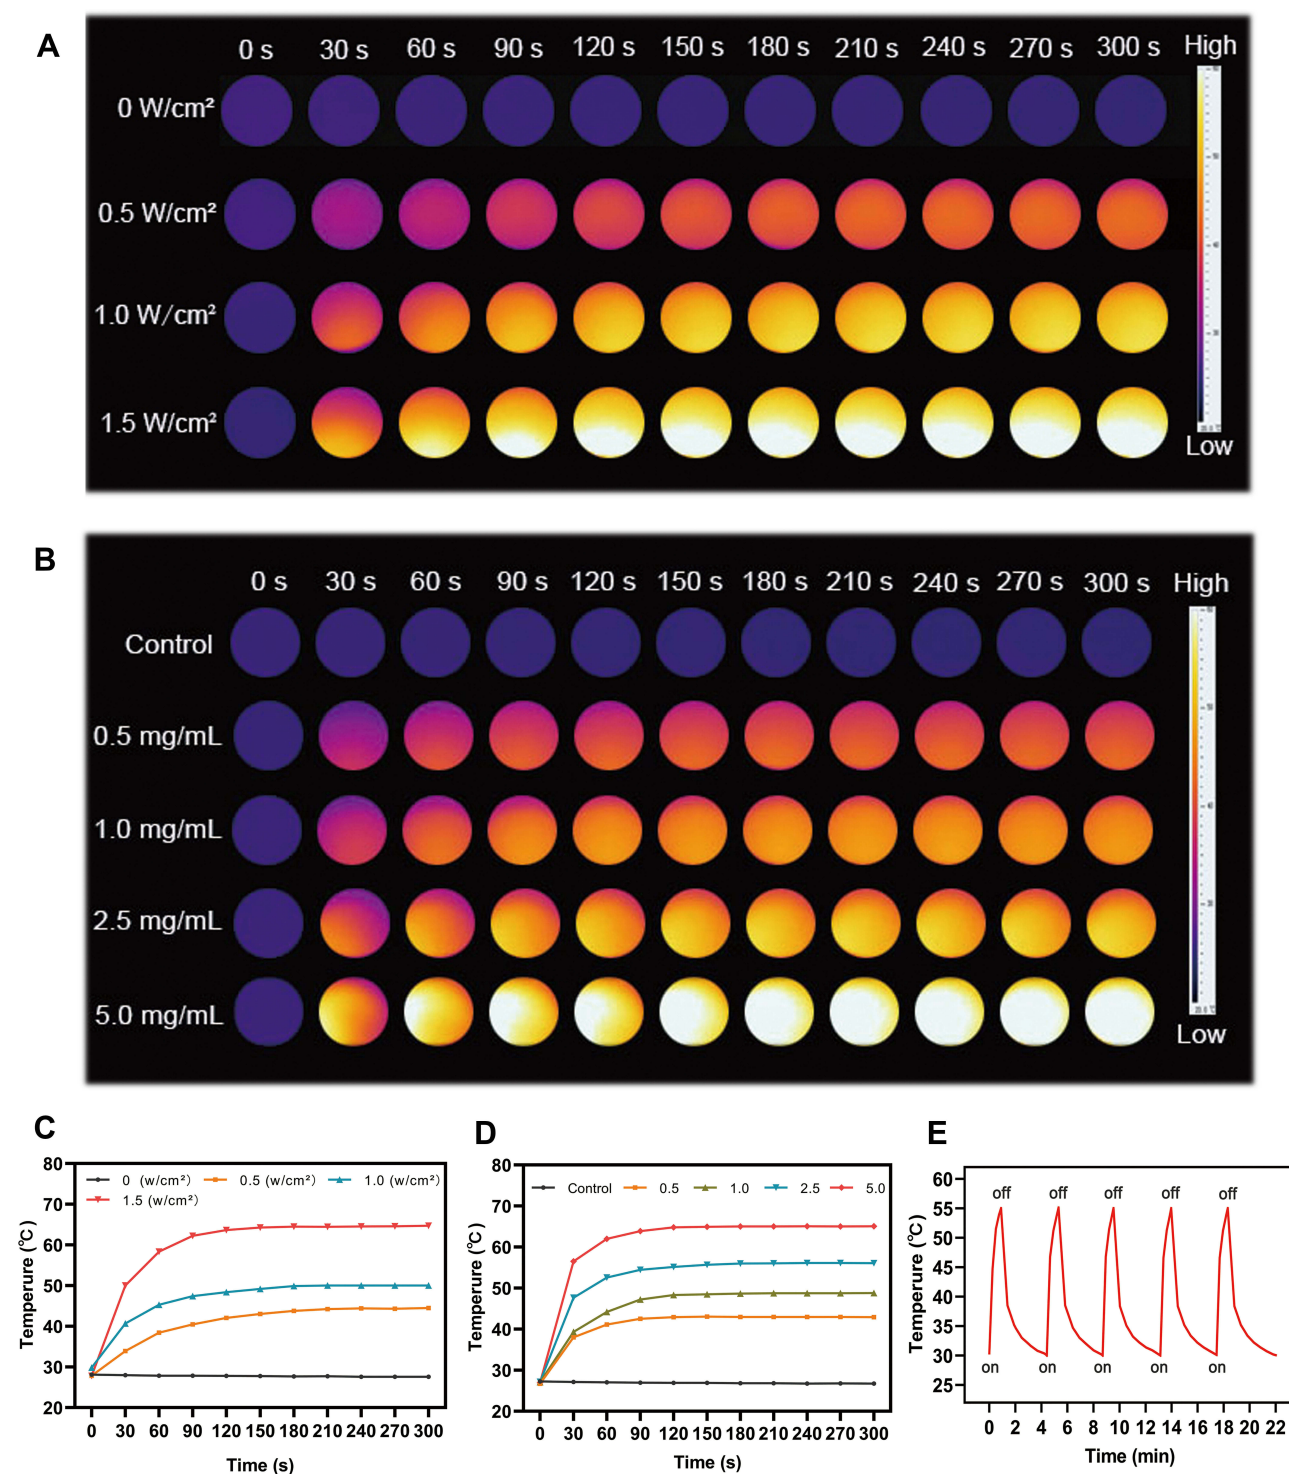 A
0 s 30 s 60 s 90 s 120 s 150 s 180 s 210 s 240 s 270 s 300 s High
0 W/cm²
0.5 W/cm²
1.0 W/cm²
1.5 W/cm²
Low
B
0 s 30 s 60 s 90 s 120 s 150 s 180 s 210 s 240 s 270 s 300 s High
Control
0.5 mg/mL
1.0 mg/mL
2.5 mg/mL
5.0 mg/mL
Low
C
80
70
60
50
40
30
20
Temperure (℃)
0 (w/cm²) 0.5 (w/cm²) 1.0 (w/cm²)
1.5 (w/cm²)
0 30 60 90 120 150 180 210 240 270 300
Time (s)
D
80
70
60
50
40
30
20
Temperure (℃)
Control 0.5 1.0 2.5 5.0
0 30 60 90 120 150 180 210 240 270 300
Time (s)
E
60
55
50
45
40
35
30
25
Temperure (℃)
off off off off off
on on on on on
0 2 4 6 8 10 12 14 16 18 20 22
Time (min)